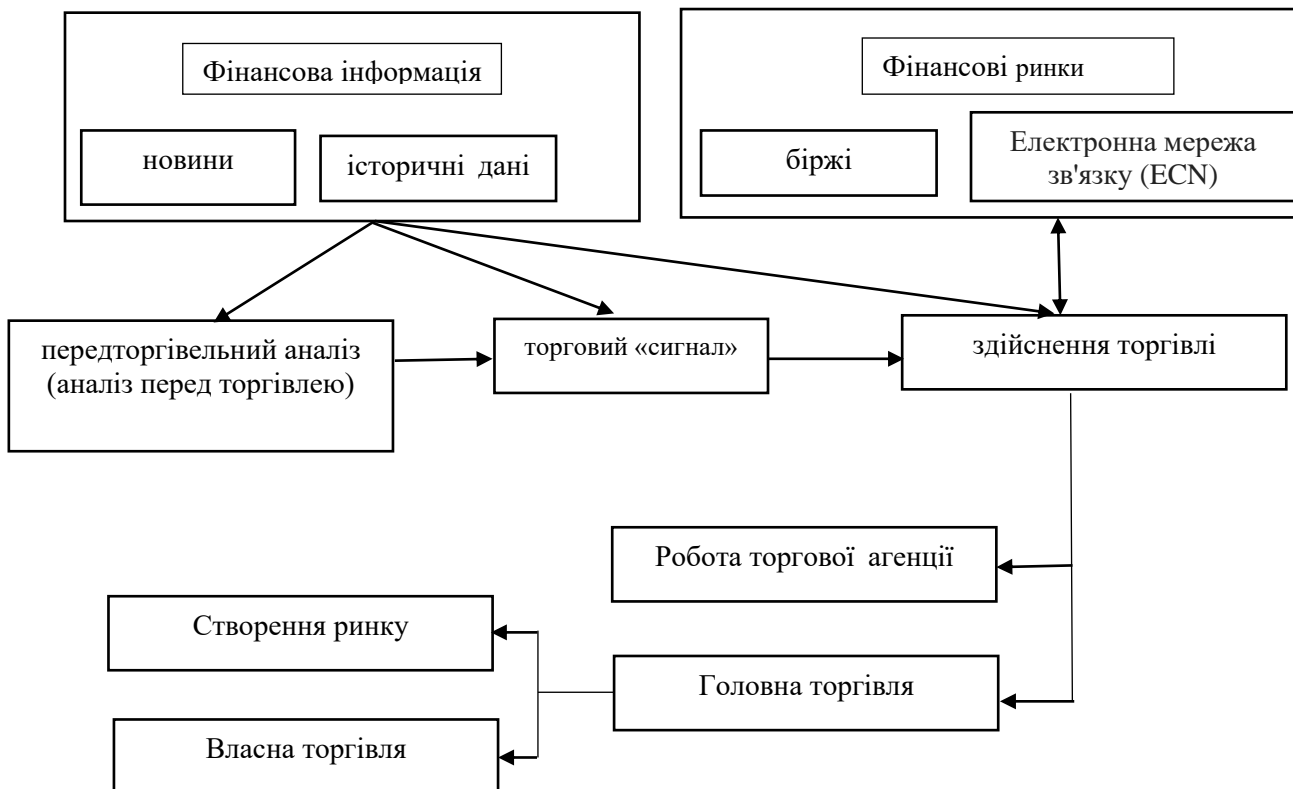 Фінансова інформація
новини
історичні дані
Фінансові ринки
біржі
Електронна мережа
зв'язку (ECN)
передторгівельний аналіз
(аналіз перед торгівлею)
торговий «сигнал»
здійснення торгівлі
Робота торгової агенції
Створення ринку
Головна торгівля
Власна торгівля